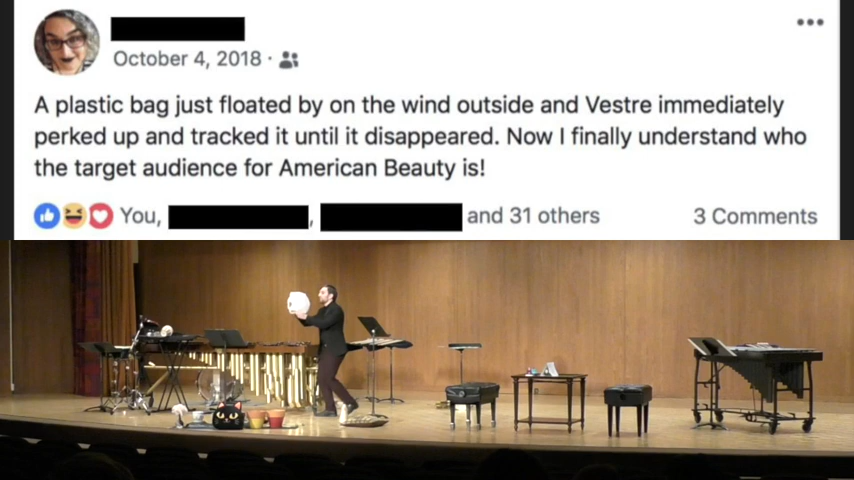 October 4, 2018 ·
A plastic bag just floated by on the wind outside and Vestre immediately
perked up and tracked it until it disappeared. Now I finally understand who
the target audience for American Beauty is!
You, , and 31 others 3 Comments